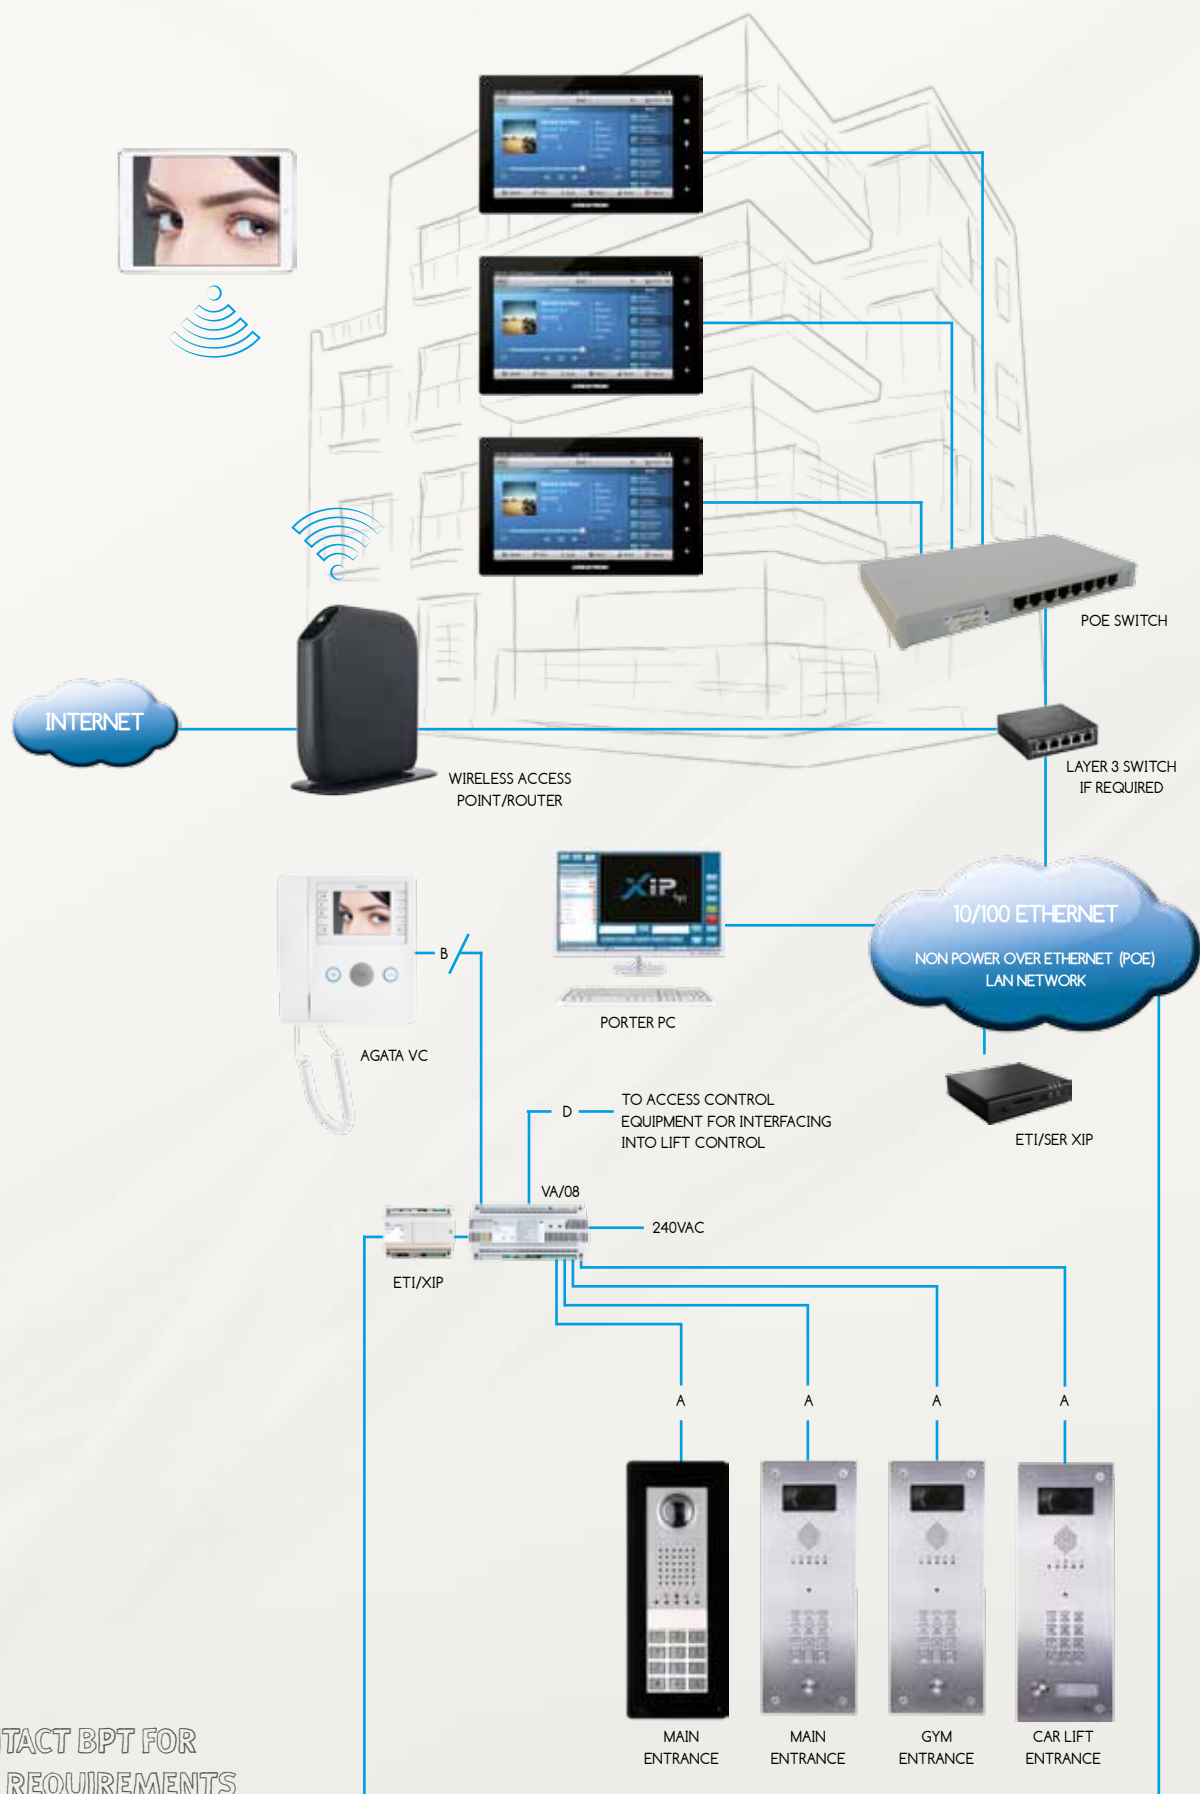 POE SWITCH
INTERNET
WIRELESS ACCESS
POINT/ROUTER
LAYER 3 SWITCH
IF REQUIRED
XiP
10/100 ETHERNET
NON POWER OVER ETHERNET (POE)
LAN NETWORK
B
PORTER PC
AGATA VC
D
TO ACCESS CONTROL
EQUIPMENT FOR INTERFACING
INTO LIFT CONTROL
ETI/SER XIP
VA/08
240VAC
ETI/XIP
A
A
A
A
MAIN
ENTRANCE
MAIN
ENTRANCE
GYM
ENTRANCE
CAR LIFT
ENTRANCE
NTACT BPT FOR
REQUIREMENTS